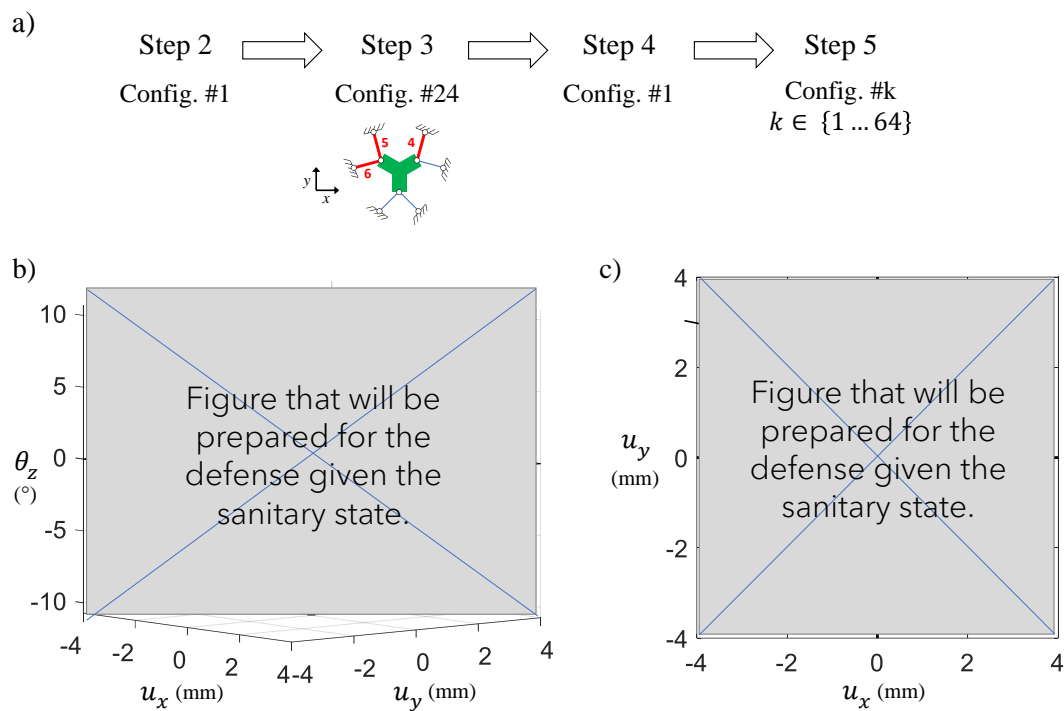 a)
Step 2
Step 3
Step 4
Step 5
Config. #1
Config. #24
Config. #1
Config. #k
k ∈ {1 … 64}
5
4
6
y
x
b)
10
5
0
-5
-10
θz
(°)
-4
-2
0
2
4
-4
-2
0
2
4
ux (mm)
uy (mm)
Figure that will be
prepared for the
defense given the
sanitary state.
c)
4
2
0
-2
-4
uy
(mm)
-4
-2
0
2
4
ux (mm)
Figure that will be
prepared for the
defense given the
sanitary state.